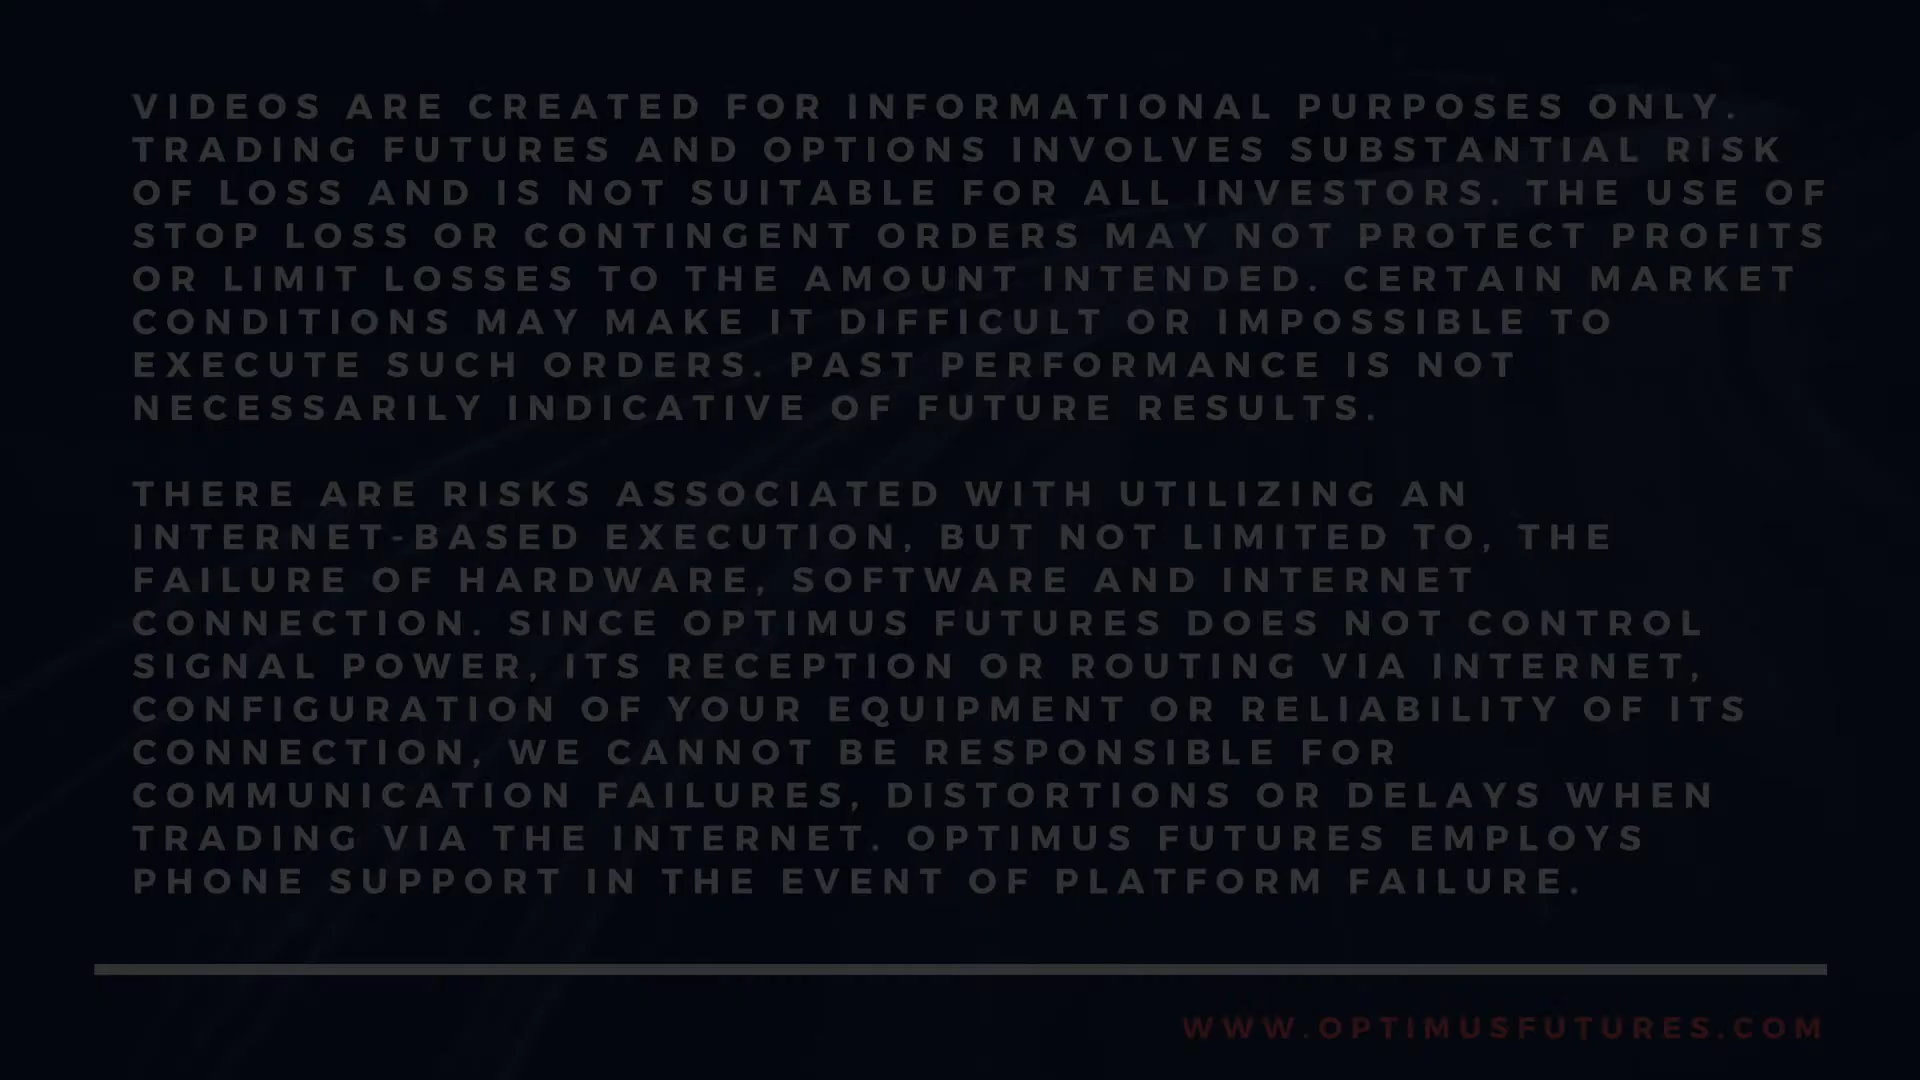 VIDEOS ARE CREATED FOR INFORMATIONAL PURPOSES ONLY.
TRADING FUTURES AND OPTIONS INVOLVES SUBSTANTIAL RISK
OF LOSS AND IS NOT SUITABLE FOR ALL INVESTORS. THE USE OF
STOP LOSS OR CONTINGENT ORDERS MAY NOT PROTECT PROFITS
OR LIMIT LOSSES TO THE AMOUNT INTENDED. CERTAIN MARKET
CONDITIONS MAY MAKE IT DIFFICULT OR IMPOSSIBLE TO
EXECUTE SUCH ORDERS. PAST PERFORMANCE IS NOT
NECESSARILY INDICATIVE OF FUTURE RESULTS.
THERE ARE RISKS ASSOCIATED WITH UTILIZING AN
INTERNET-BASED EXECUTION, BUT NOT LIMITED TO, THE
FAILURE OF HARDWARE, SOFTWARE AND INTERNET
CONNECTION. SINCE OPTIMUS FUTURES DOES NOT CONTROL
SIGNAL POWER, ITS RECEPTION OR ROUTING VIA INTERNET,
CONFIGURATION OF YOUR EQUIPMENT OR RELIABILITY OF ITS
CONNECTION, WE CANNOT BE RESPONSIBLE FOR
COMMUNICATION FAILURES, DISTORTIONS OR DELAYS WHEN
TRADING VIA THE INTERNET. OPTIMUS FUTURES EMPLOYS
PHONE SUPPORT IN THE EVENT OF PLATFORM FAILURE.
WWW.OPTIMUSFUTURES.COM